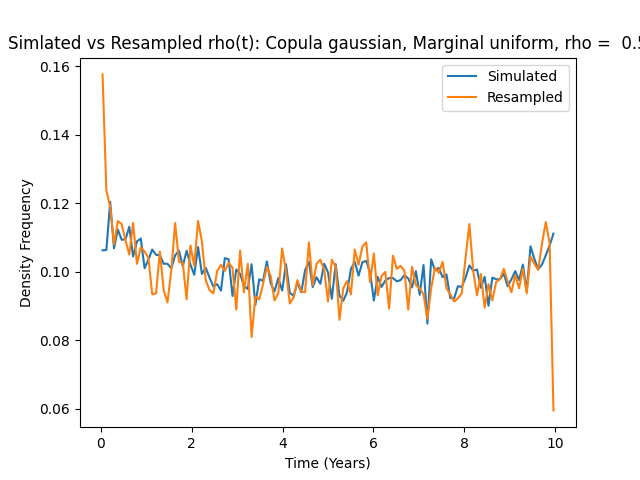 Simlated vs Resampled rho(t): Copula gaussian, Marginal uniform, rho =  0.5
Simulated
Resampled
0.16
0.14
0.12
0.10
0.08
0.06
Density Frequency
0 2 4 6 8 10
Time (Years)